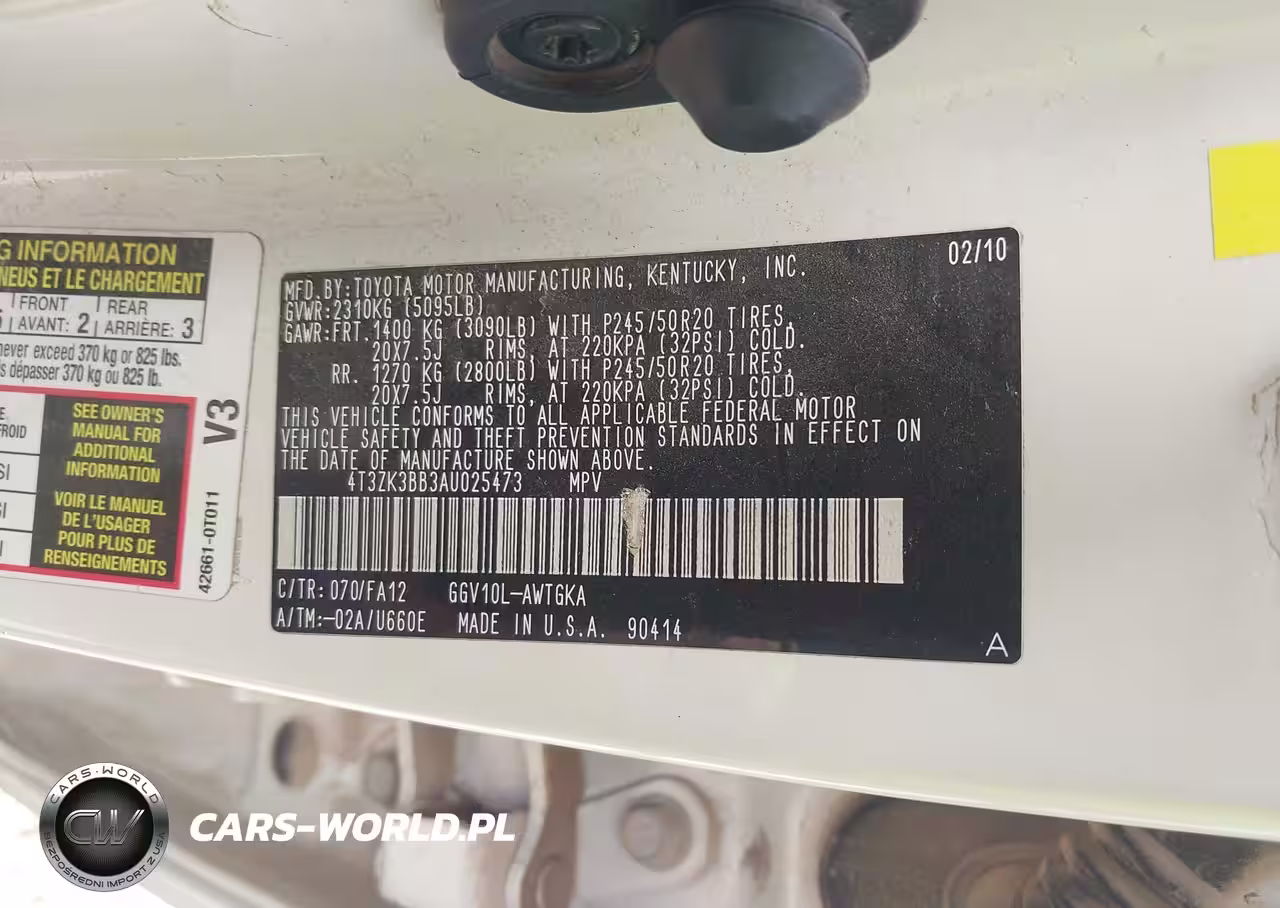 G INFORMATION
NEUS ET LE CHARGEMENT
FRONT
AVANT: 2
REAR
ARRIÈRE: 3
never exceed 370 kg or 825 lbs.
dépasser 370 kg ou 825 lb.
SEE OWNER'S
MANUAL FOR
ADDITIONAL
INFORMATION
VOIR LE MANUEL
DE L'USAGER
POUR PLUS DE
RENSEIGNEMENTS
V3
42661-0T011
02/10
MFD. BY: TOYOTA MOTOR MANUFACTURING, KENTUCKY, INC.
GVWR: 2310KG (5095LB)
GAWR: FRT. 1400 KG (3090LB) WITH P245/50R20 TIRES,
20X7.5J RIMS, AT 220KPA (32PSI) COLD.
RR. 1270 KG (2800LB) WITH P245/50R20 TIRES,
20X7.5J RIMS, AT 220KPA (32PSI) COLD.
THIS VEHICLE CONFORMS TO ALL APPLICABLE FEDERAL MOTOR
VEHICLE SAFETY AND THEFT PREVENTION STANDARDS IN EFFECT ON
THE DATE OF MANUFACTURE SHOWN ABOVE.
4T3ZK3BB3AU025473 MPV
C/TR: 070/FA12 GGV10L-AWTGKA
A/TM:-02A/U660E MADE IN U.S.A. 90414
A
CARS-WORLD
CW
BEZPOŚREDNI IMPORT Z USA
CARS-WORLD.PL